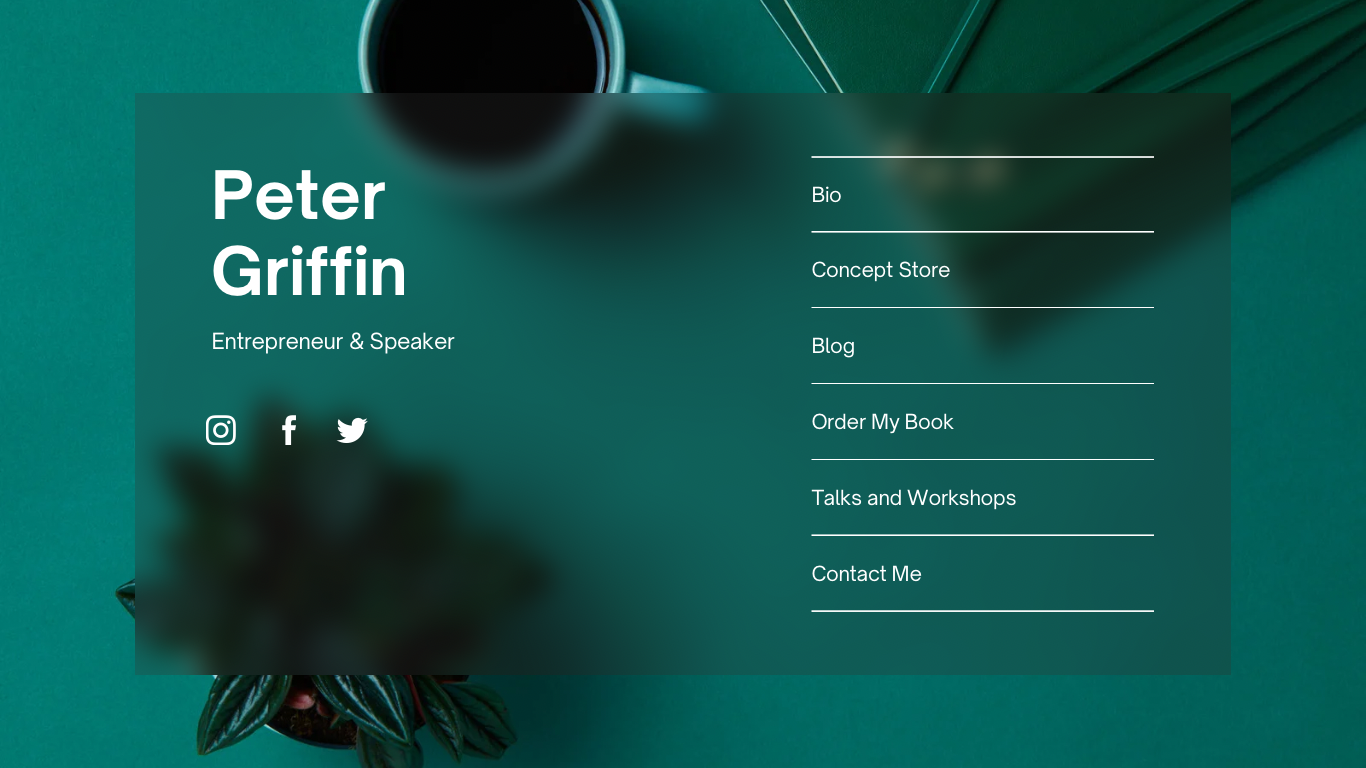 Peter
Griffin
Entrepreneur & Speaker
Bio
Concept Store
Blog
Order My Book
Talks and Workshops
Contact Me